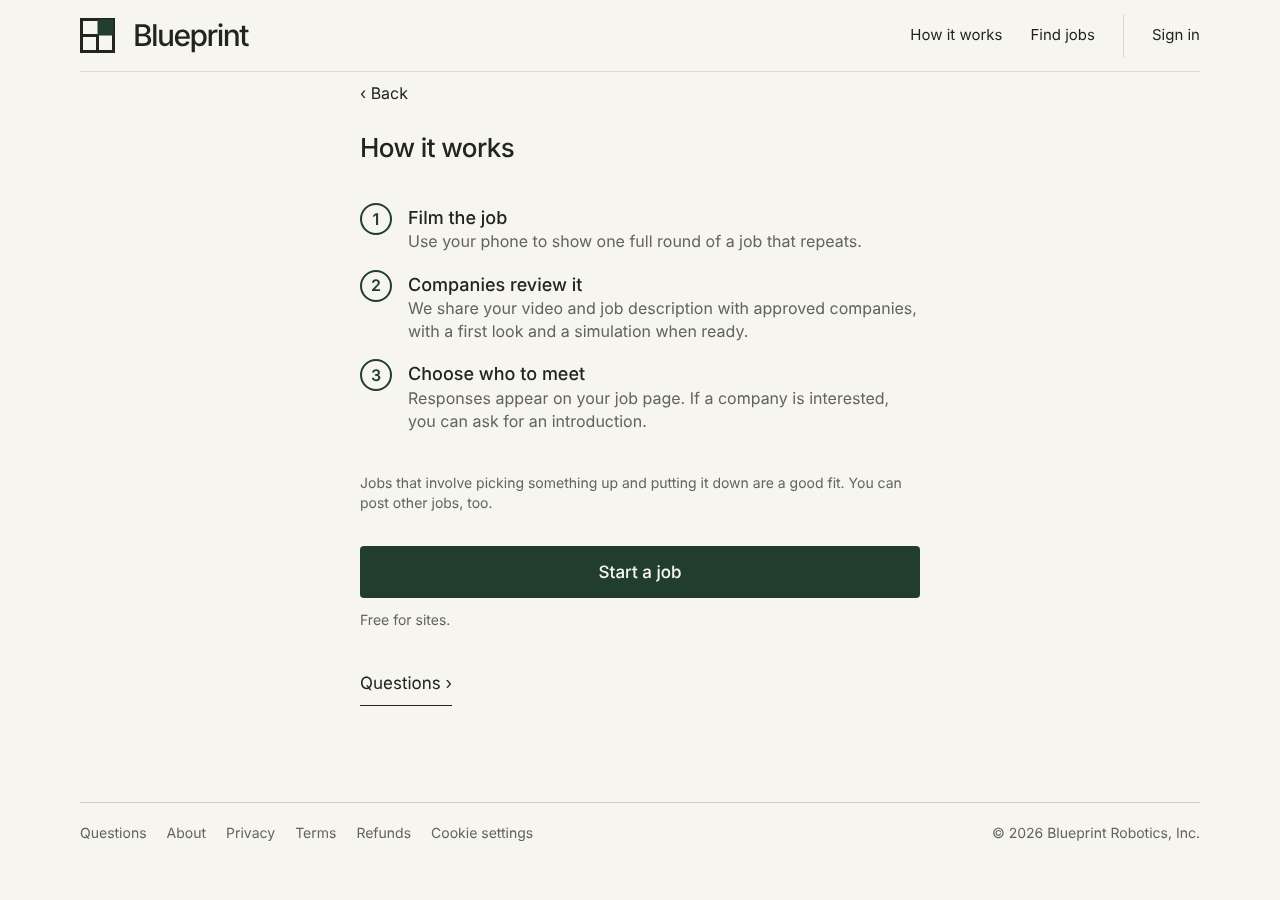 Blueprint
How it works
Find jobs
Sign in
‹ Back
How it works
1
Film the job
Use your phone to show one full round of a job that repeats.
2
Companies review it
We share your video and job description with approved companies,
with a first look and a simulation when ready.
3
Choose who to meet
Responses appear on your job page. If a company is interested,
you can ask for an introduction.
Jobs that involve picking something up and putting it down are a good fit. You can
post other jobs, too.
Start a job
Free for sites.
Questions ›
Questions
About
Privacy
Terms
Refunds
Cookie settings
© 2026 Blueprint Robotics, Inc.